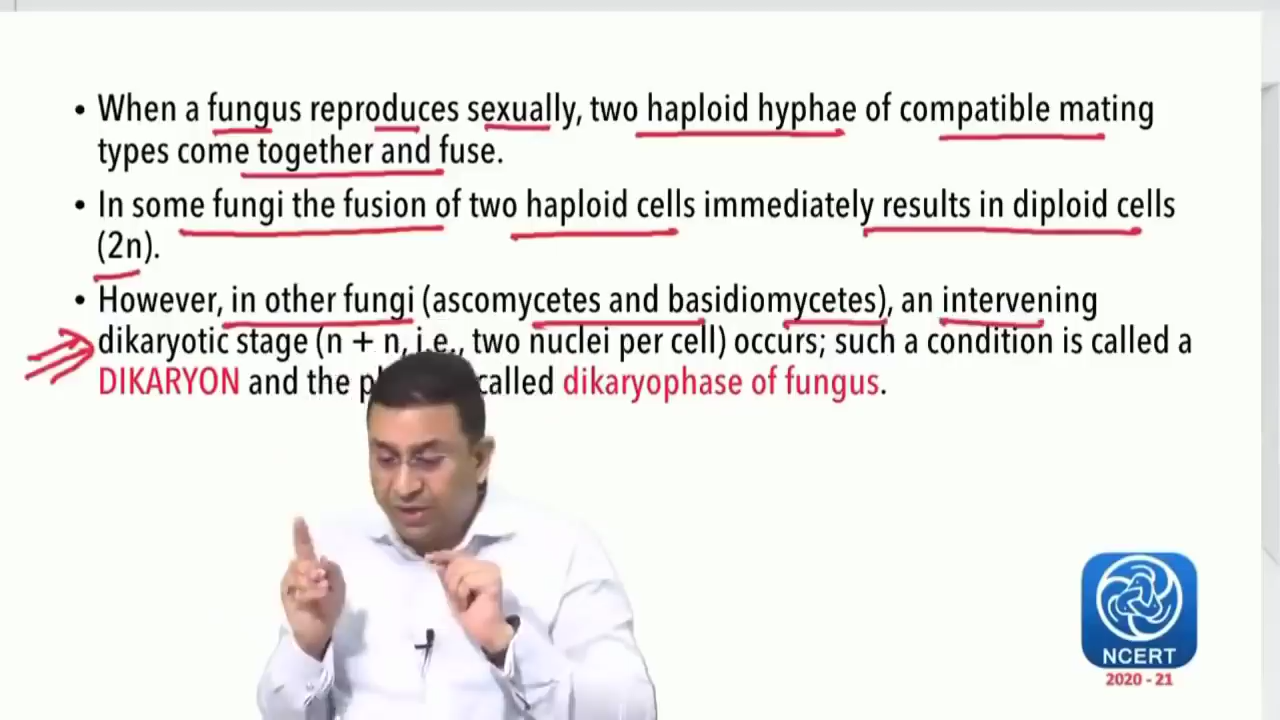 • When a fungus reproduces sexually, two haploid hyphae of compatible mating
types come together and fuse.
• In some fungi the fusion of two haploid cells immediately results in diploid cells
(2n).
• However, in other fungi (ascomycetes and basidiomycetes), an intervening
dikaryotic stage (n + n, i.e., two nuclei per cell) occurs; such a condition is called a
DIKARYON and the called dikaryophase of fungus.
NCERT
2020 - 21